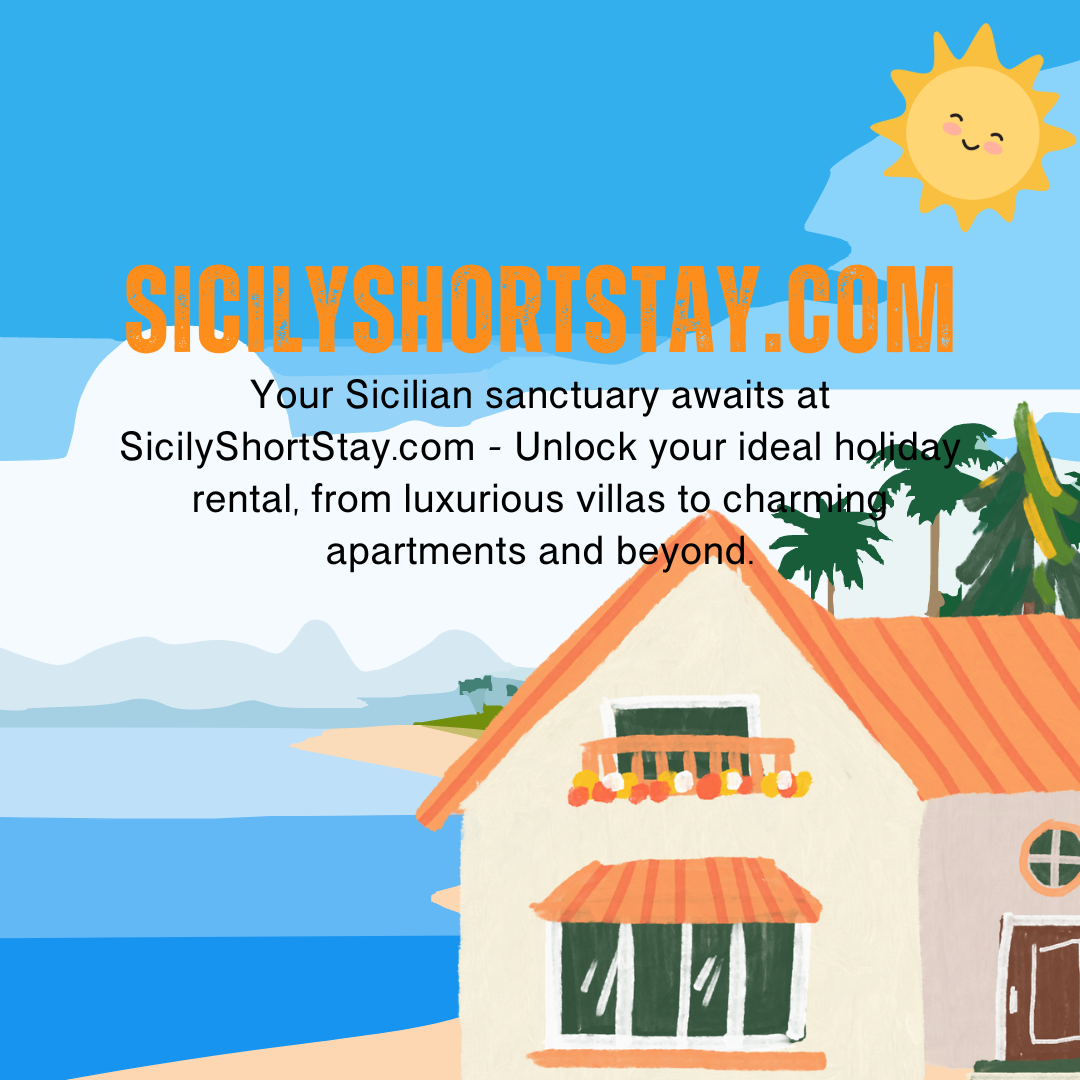 SICILYSHORTSTAY.COM
Your Sicilian sanctuary awaits at
SicilyShortStay.com - Unlock your ideal holiday
rental, from luxurious villas to charming
apartments and beyond.